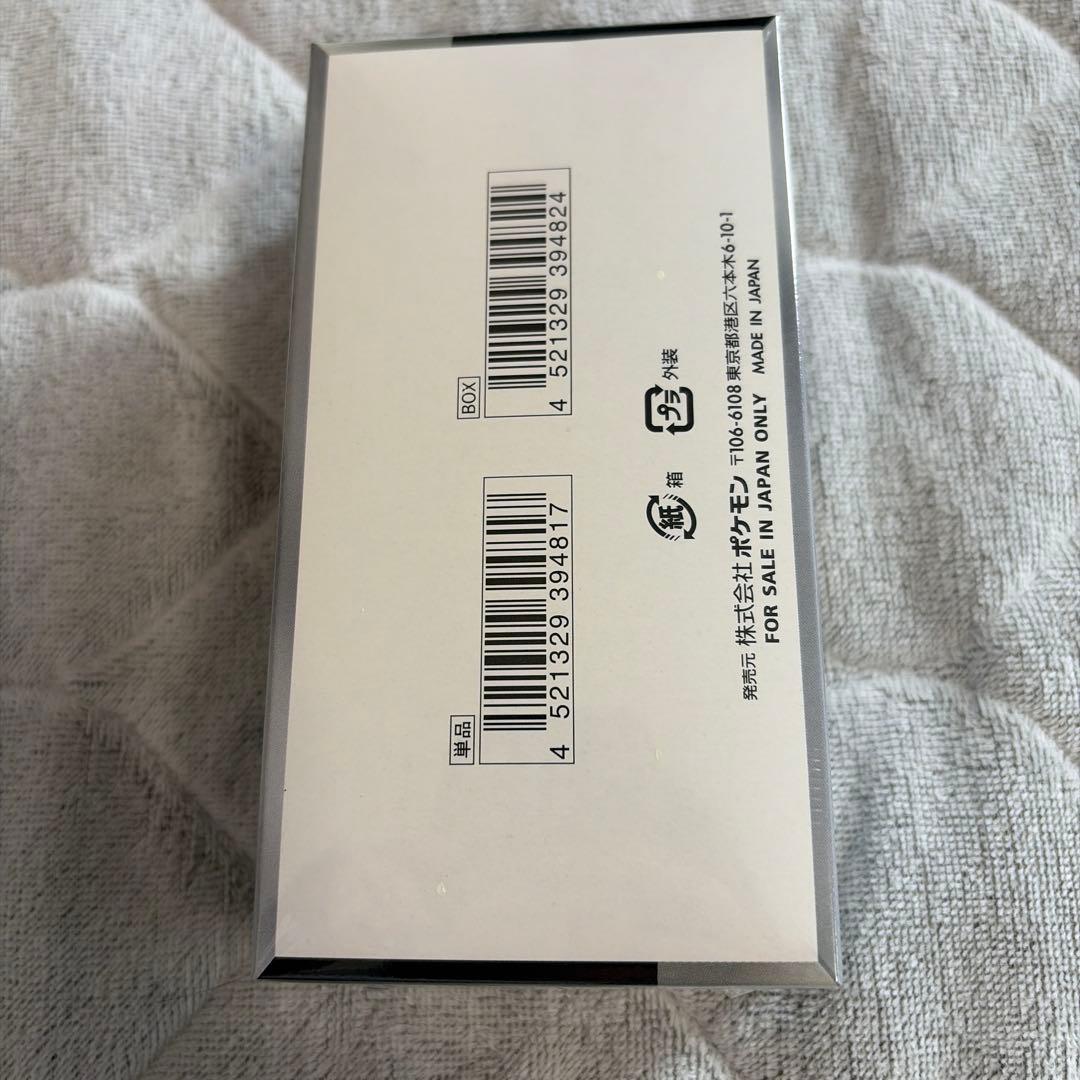 単品
4 521329 394817
BOX
4 521329 394824
紙 箱
プラ 外装
発売元 株式会社 ポケモン 〒106-6108 東京都港区六本木6-10-1
FOR SALE IN JAPAN ONLY MADE IN JAPAN